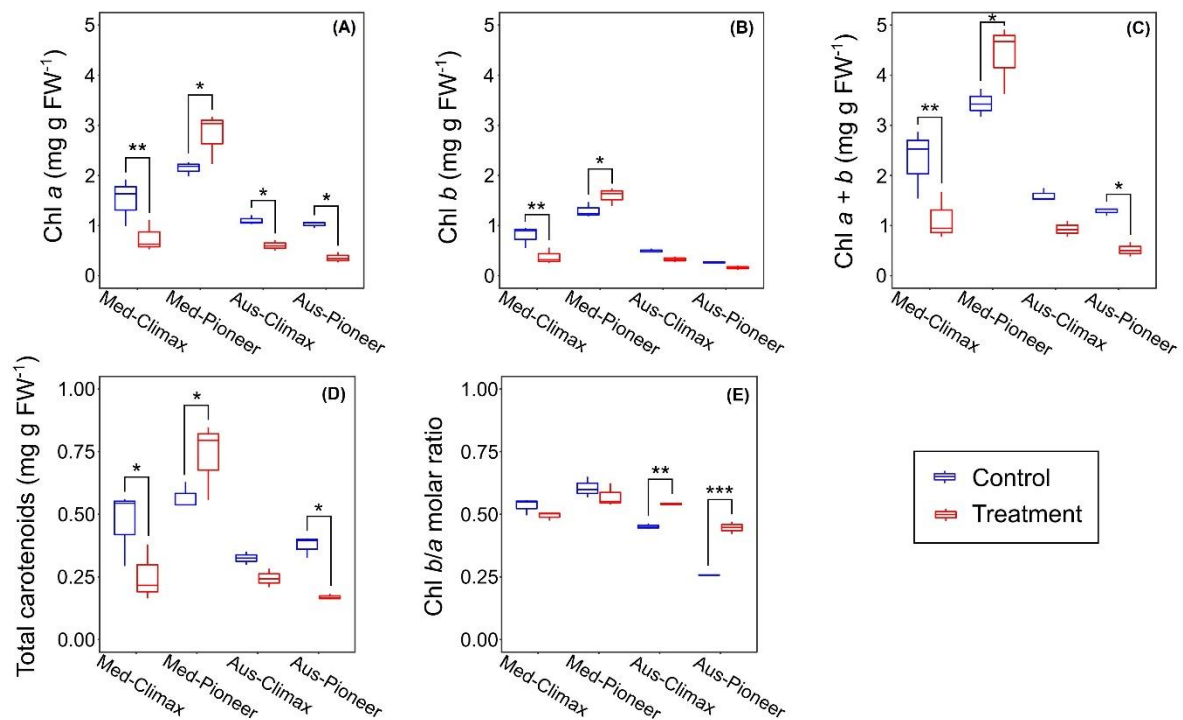 (A)
Chl a (mg g FW-1)
5
4
3
2
1
0
**
*
*
*
Med-Climax
Med-Pioneer
Aus-Climax
Aus-Pioneer
(B)
Chl b (mg g FW-1)
5
4
3
2
1
0
**
*
Med-Climax
Med-Pioneer
Aus-Climax
Aus-Pioneer
(C)
Chl a + b (mg g FW-1)
5
4
3
2
1
0
**
*
*
Med-Climax
Med-Pioneer
Aus-Climax
Aus-Pioneer
(D)
Total carotenoids (mg g FW-1)
1.00
0.75
0.50
0.25
0.00
*
*
*
Med-Climax
Med-Pioneer
Aus-Climax
Aus-Pioneer
(E)
Chl b/a molar ratio
1.00
0.75
0.50
0.25
0.00
**
***
Med-Climax
Med-Pioneer
Aus-Climax
Aus-Pioneer
Control
Treatment